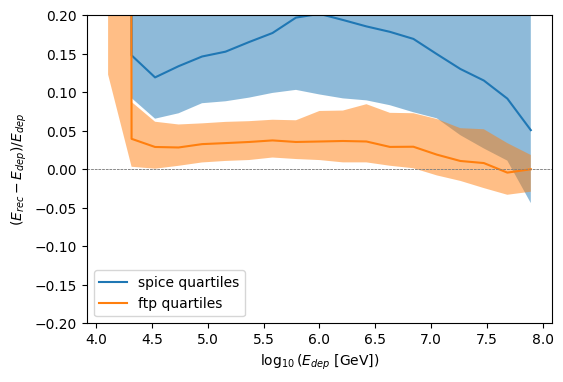 0.20
0.15
0.10
0.05
0.00
−0.05
−0.10
−0.15
−0.20
(E_rec − E_dep)/E_dep
spice quartiles
ftp quartiles
4.0 4.5 5.0 5.5 6.0 6.5 7.0 7.5 8.0
log₁₀(E_dep [GeV])